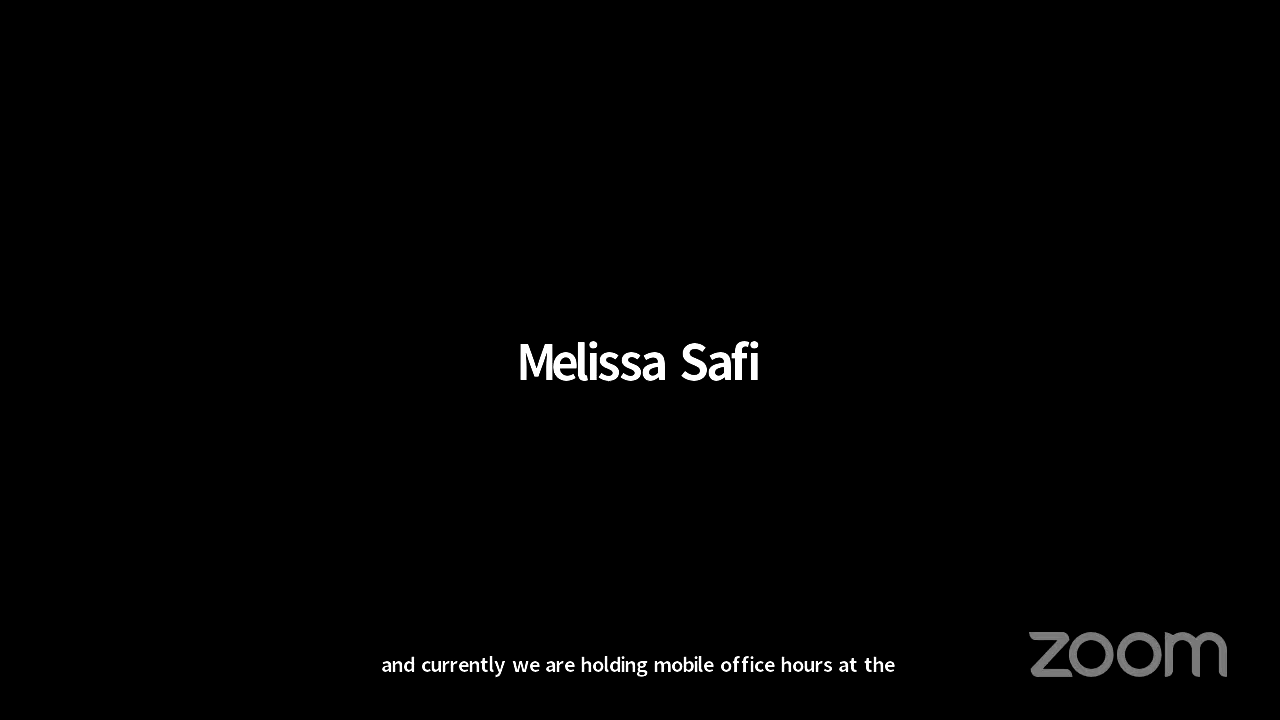 Melissa Safi
and currently we are holding mobile office hours at the
zoom